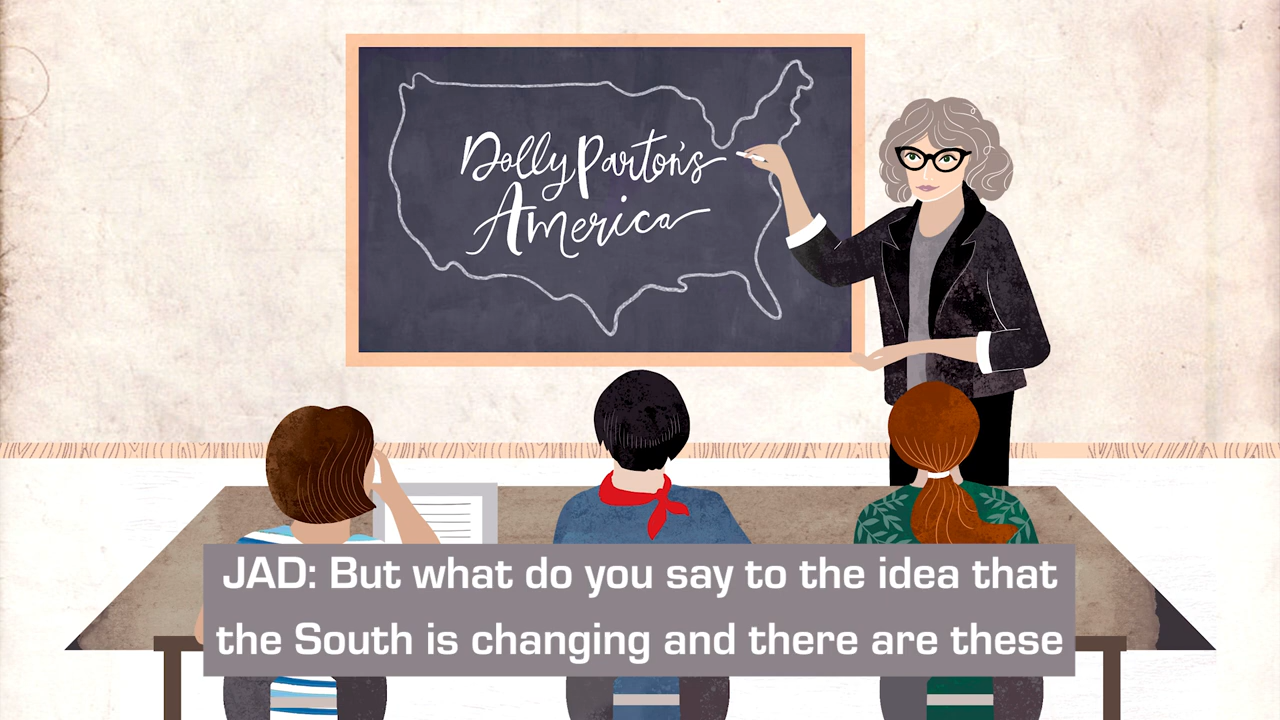 Dolly Parton's
America
JAD: But what do you say to the idea that
the South is changing and there are these